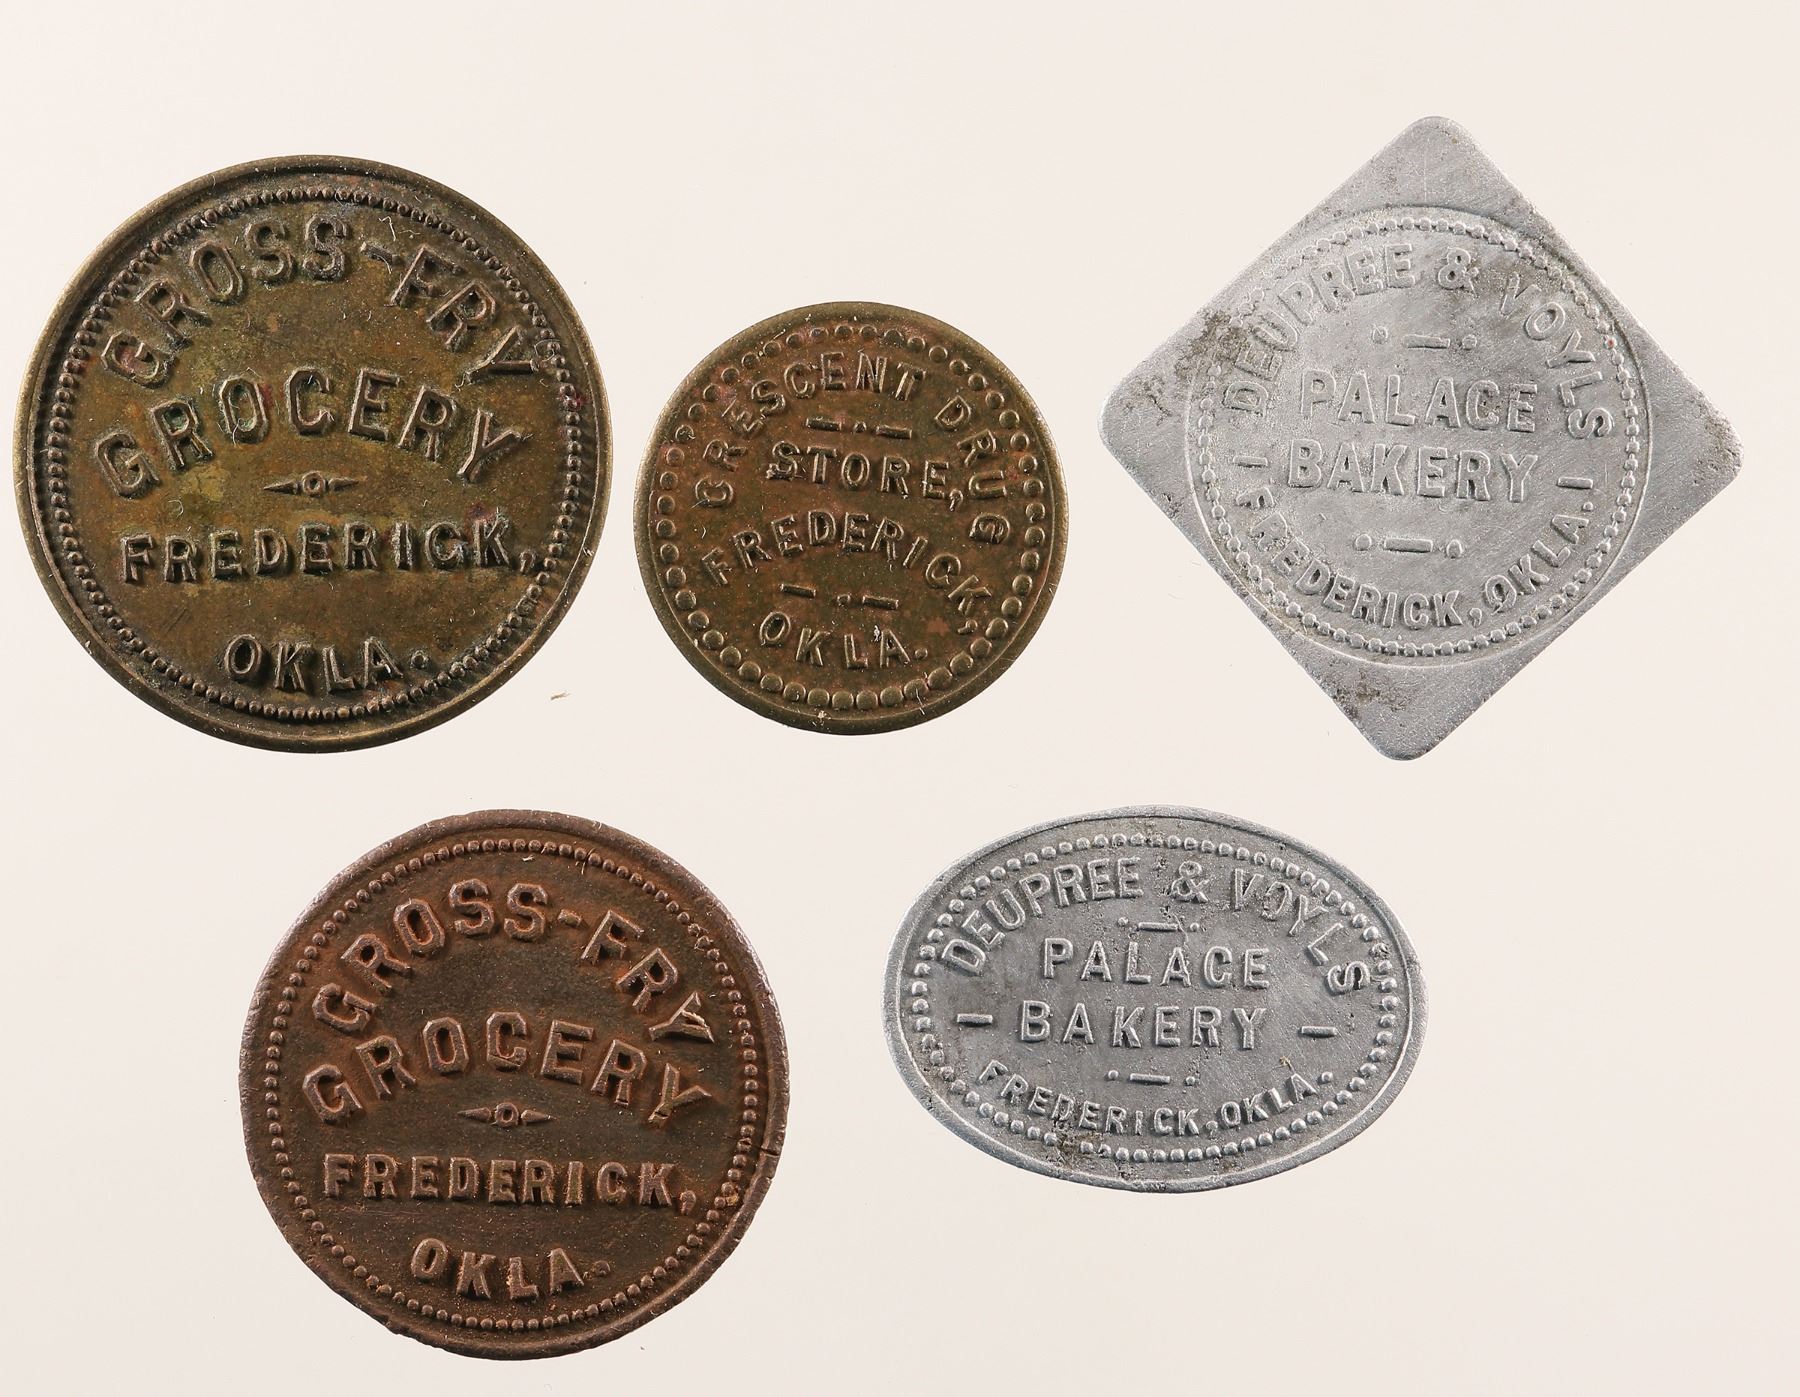 GROSS-FRY
GROCERY
FREDERICK,
OKLA.
CRESCENT DRUG
STORE,
FREDERICK,
OKLA.
DEUPREE & VOYLS
PALACE
BAKERY
FREDERICK, OKLA.
GROSS-FRY
GROCERY
FREDERICK,
OKLA.
DEUPREE & VOYLS
PALACE
BAKERY
FREDERICK, OKLA.